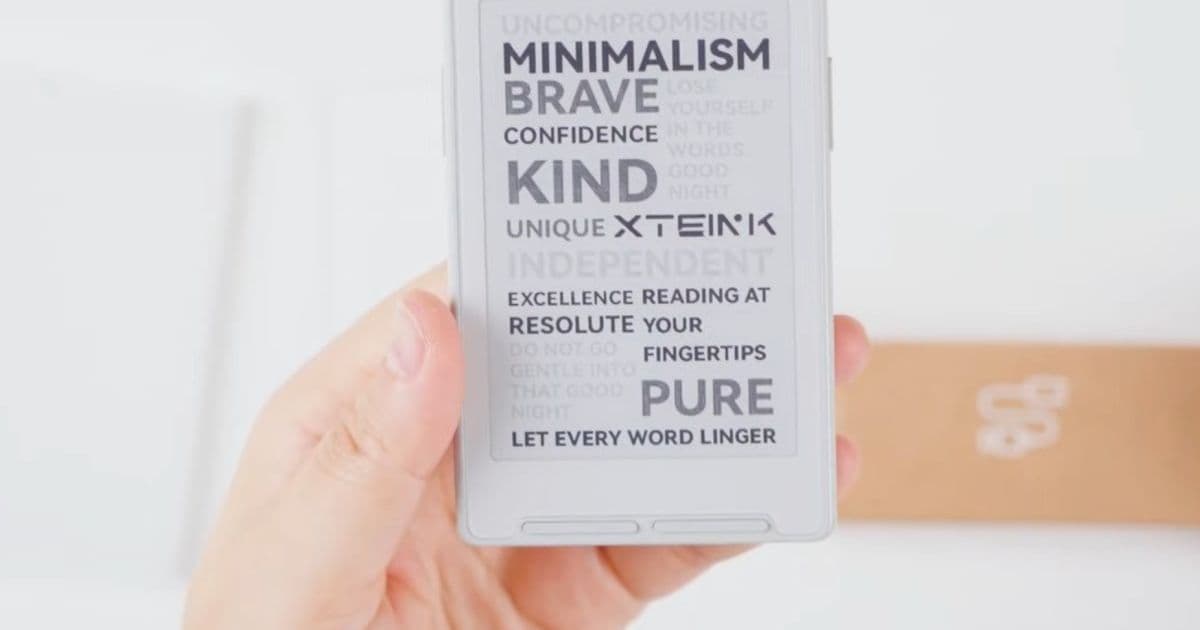 UNCOMPROMISING
MINIMALISM
BRAVE
LOSE
YOURSELF
IN THE
WORDS.
GOOD
NIGHT
CONFIDENCE
KIND
UNIQUE XTEINK
INDEPENDENT
EXCELLENCE
RESOLUTE
READING AT
YOUR
FINGERTIPS
DO NOT GO
GENTLE INTO
THAT GOOD
NIGHT
PURE
LET EVERY WORD LINGER